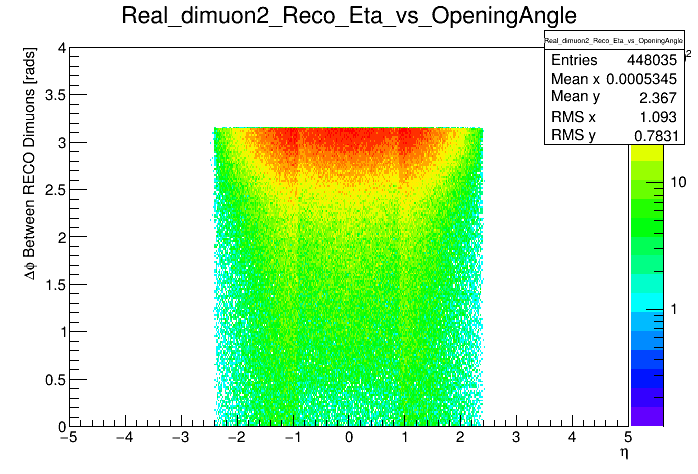 Real_dimuon2_Reco_Eta_vs_OpeningAngle
Real_dimuon2_Reco_Eta_vs_OpeningAngle
Entries 448035
Mean x 0.0005345
Mean y 2.367
RMS x 1.093
RMS y 0.7831
Δφ Between RECO Dimuons [rads]
4
3.5
3
2.5
2
1.5
1
0.5
0
−5 −4 −3 −2 −1 0 1 2 3 4 5
η
2
10
1